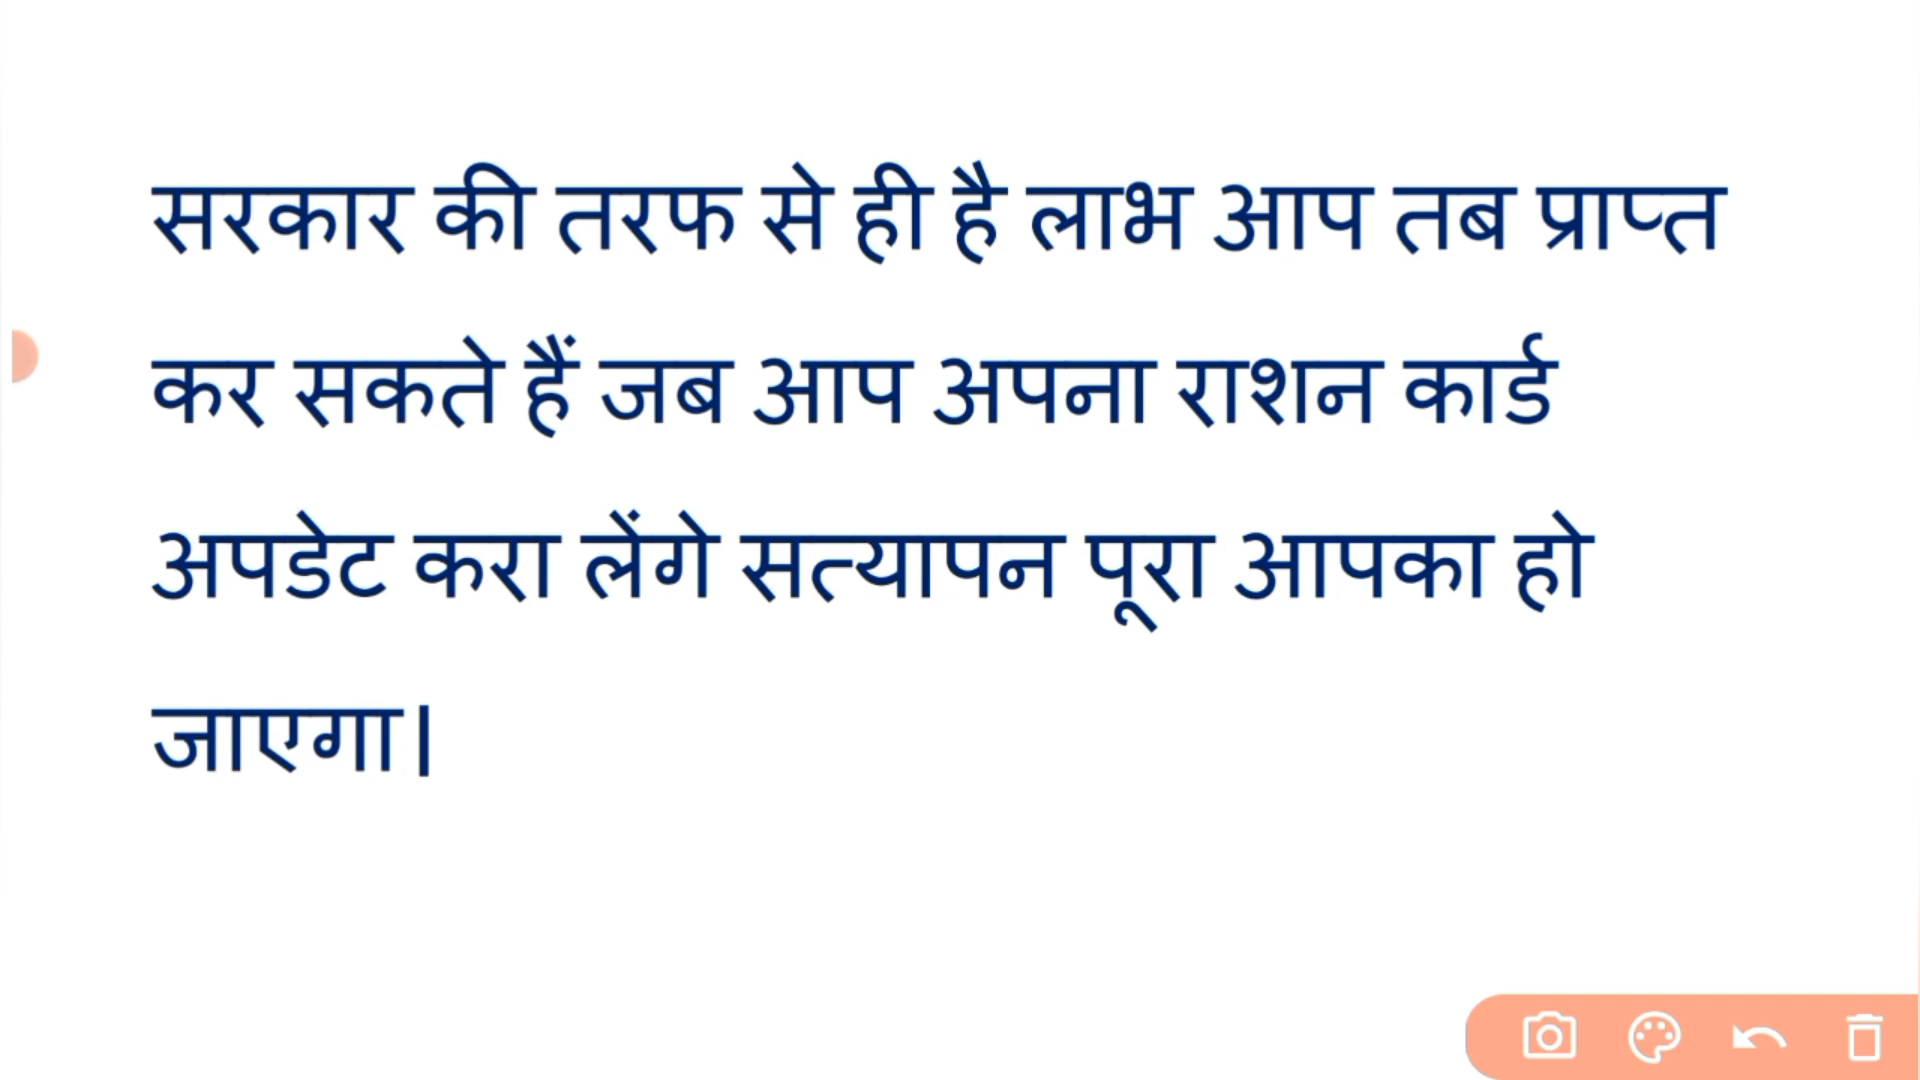 सरकार की तरफ से ही है लाभ आप तब प्राप्त
कर सकते हैं जब आप अपना राशन कार्ड
अपडेट करा लेंगे सत्यापन पूरा आपका हो
जाएगा।